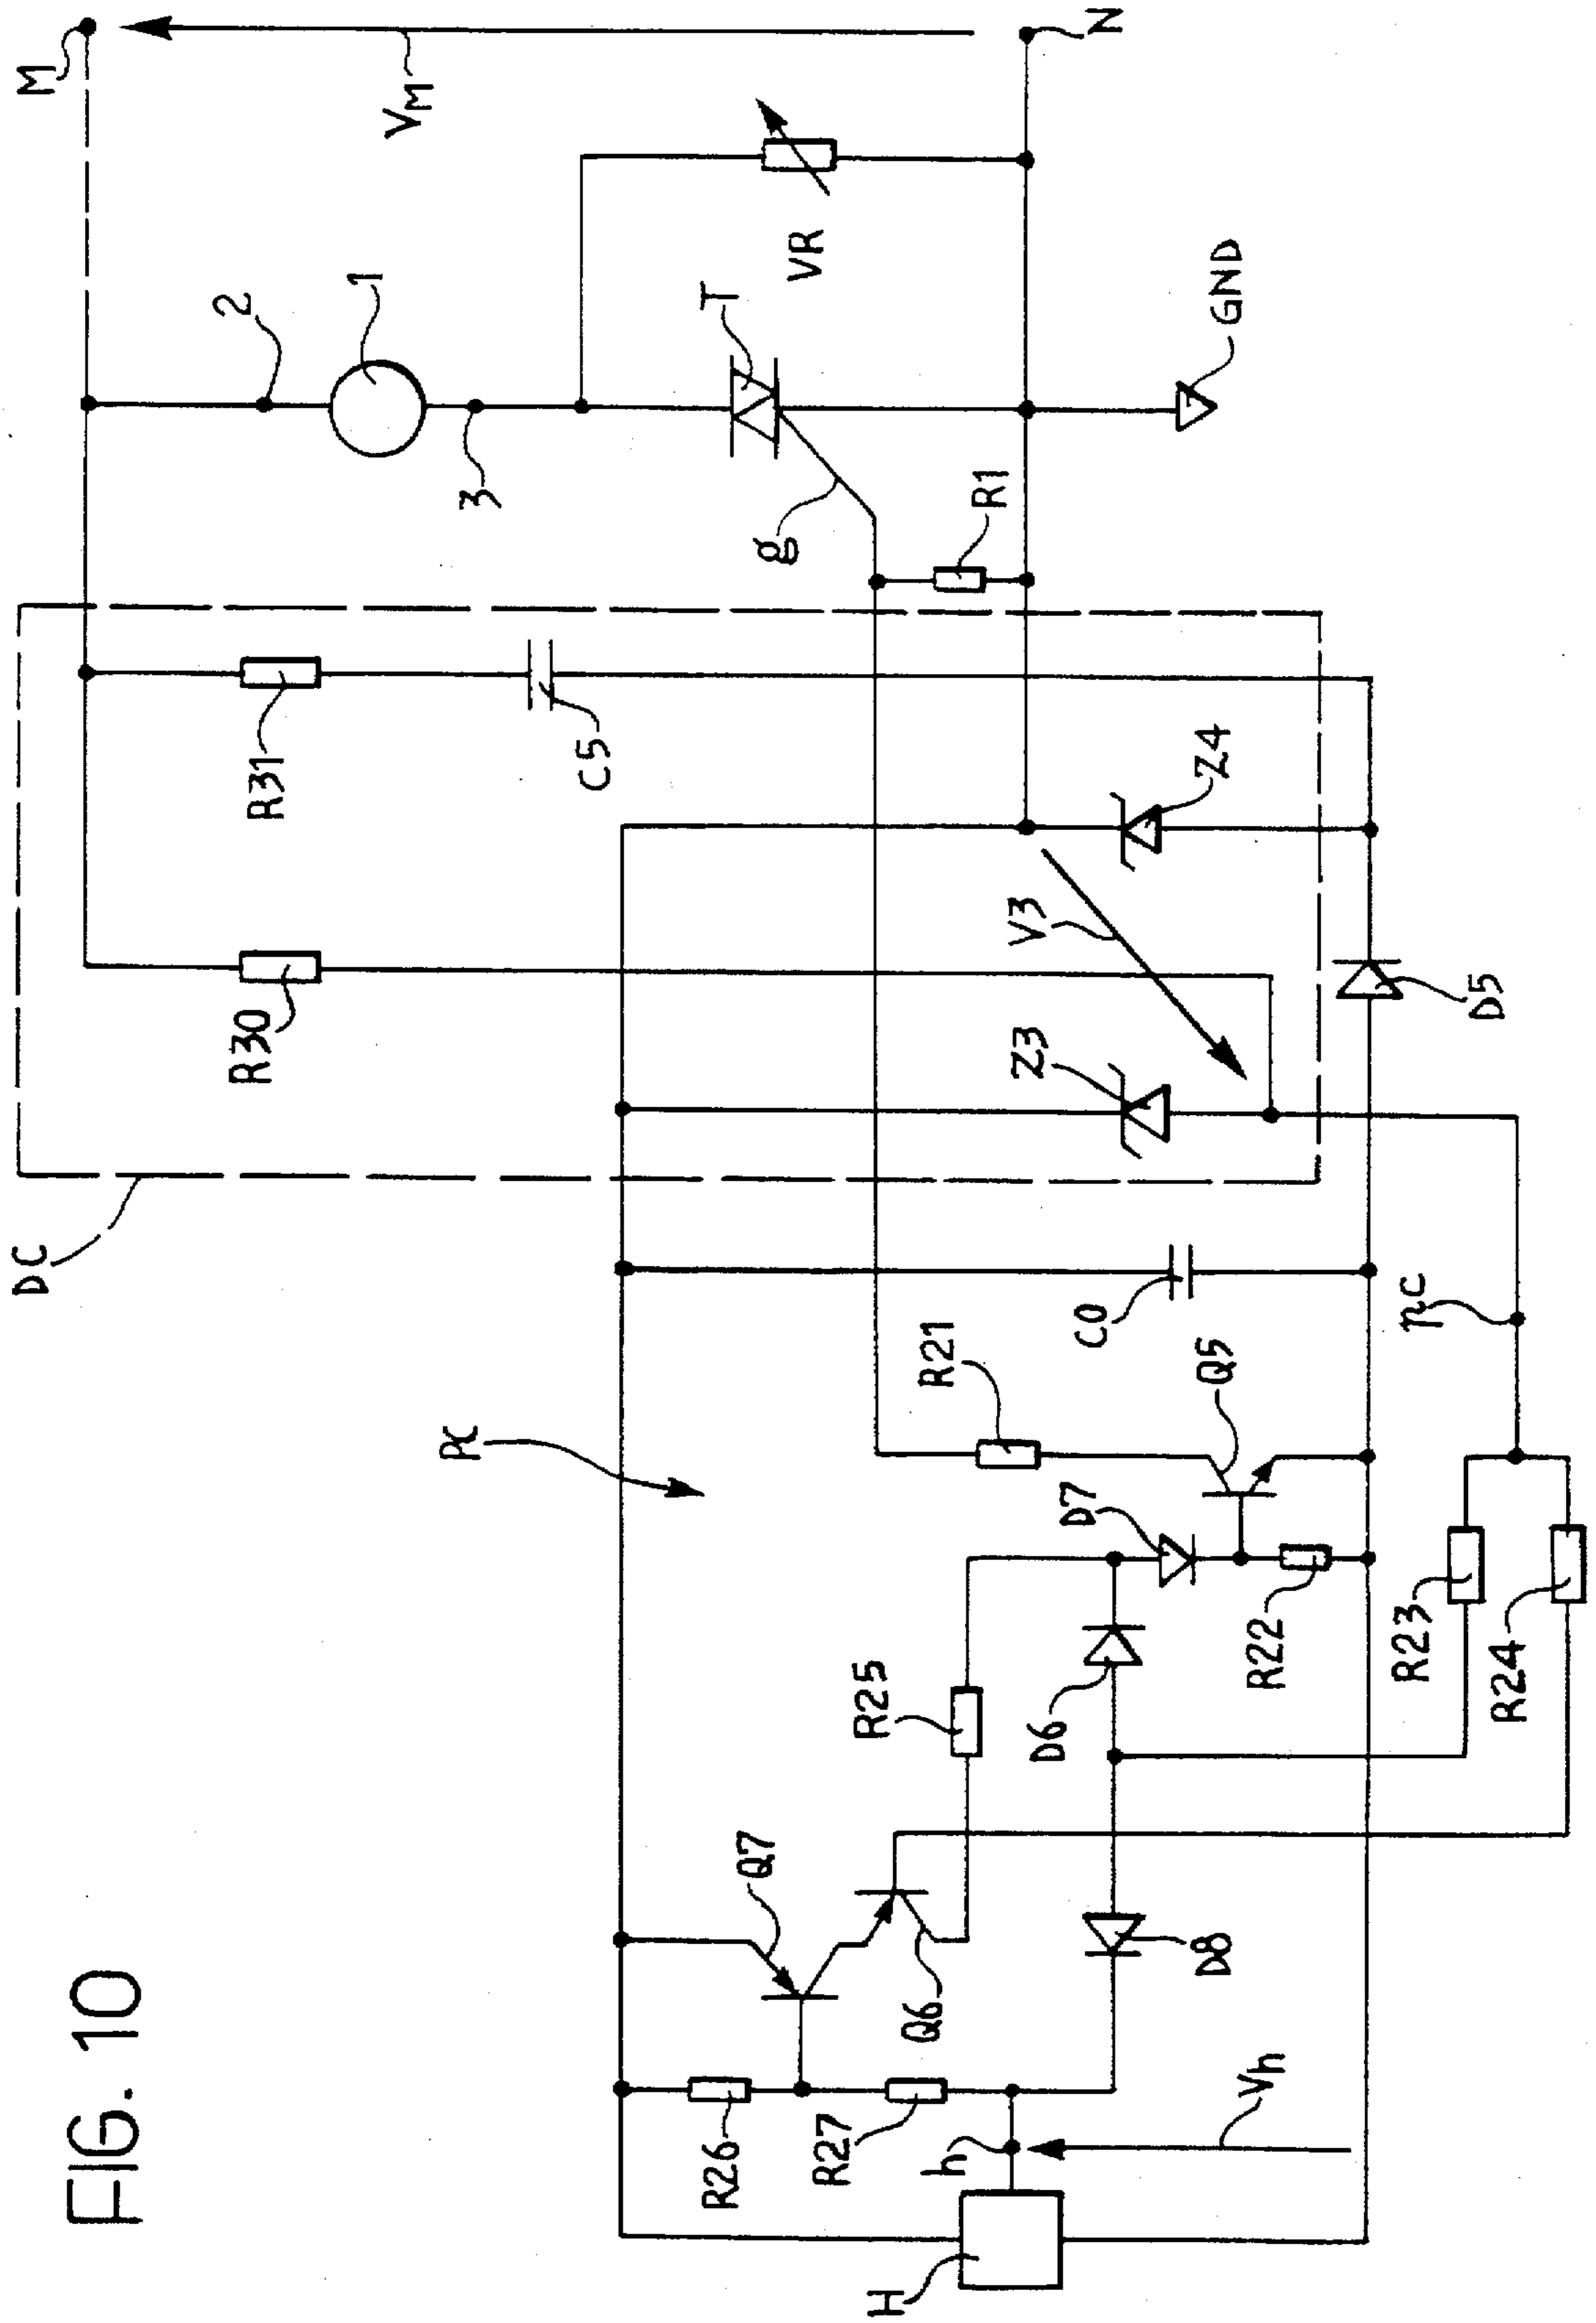 FIG. 10
M
VM
N
2
1
VR
T
GND
3
g
R1
R31
C5
Z4
V3
R30
Z3
D5
DC
C0
PC
R21
Q5
D7
R25
D6
R22
R23
R24
Q7
Q6
D8
R26
R27
h
Vh
H